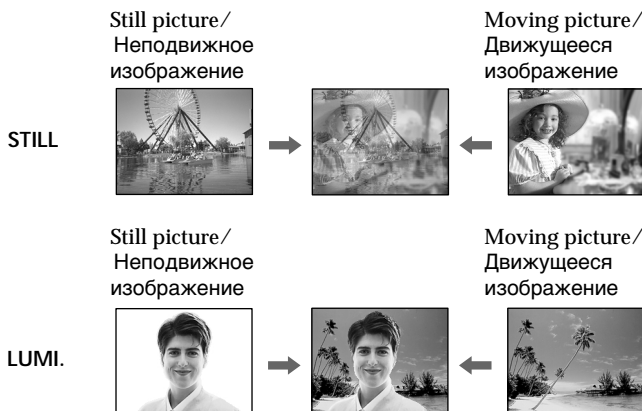 Still picture/
Неподвижное
изображение
Moving picture/
Движущееся
изображение
STILL
Still picture/
Неподвижное
изображение
Moving picture/
Движущееся
изображение
LUMI.